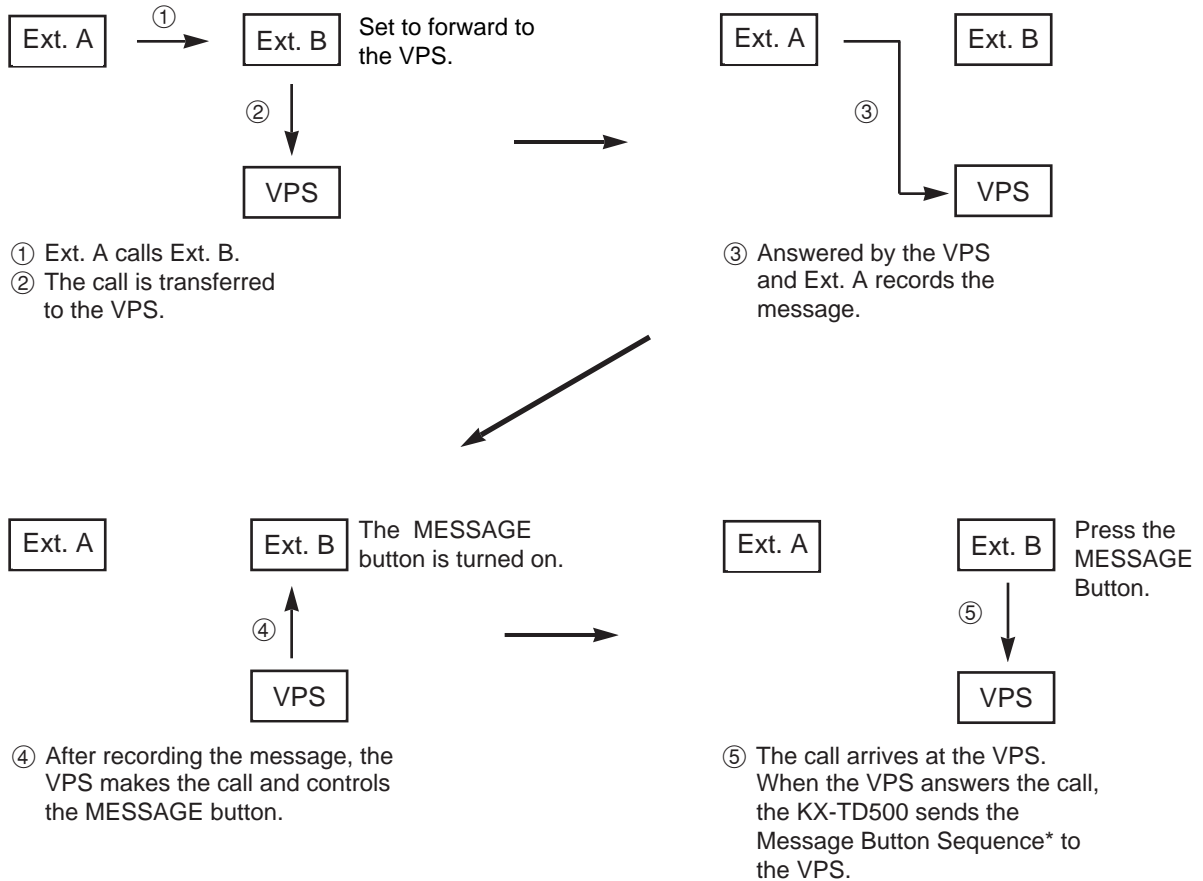 ①
Ext. A
Ext. B
Set to forward to
the VPS.
②
VPS
① Ext. A calls Ext. B.
② The call is transferred
to the VPS.
Ext. A
Ext. B
③
VPS
③ Answered by the VPS
and Ext. A records the
message.
Ext. A
Ext. B
The MESSAGE
button is turned on.
④
VPS
④ After recording the message, the
VPS makes the call and controls
the MESSAGE button.
Ext. A
Ext. B
Press the
MESSAGE
Button.
⑤
VPS
⑤ The call arrives at the VPS.
When the VPS answers the call,
the KX-TD500 sends the
Message Button Sequence* to
the VPS.